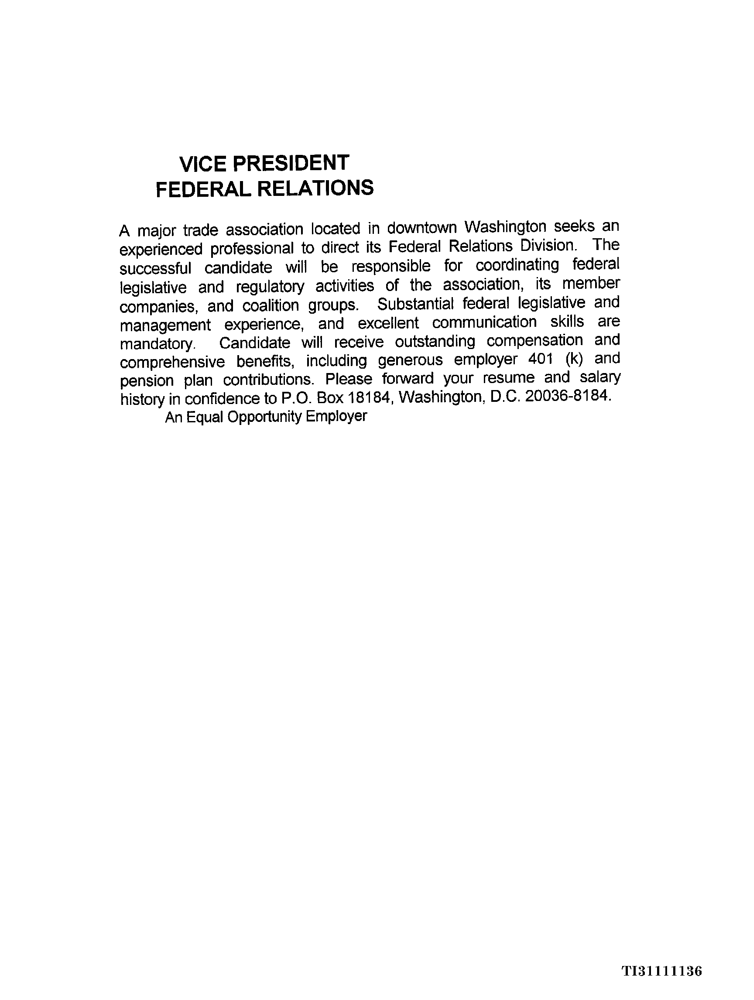 VICE PRESIDENT
FEDERAL RELATIONS
A major trade association located in downtown Washington seeks an
experienced professional to direct its Federal Relations Division. The
successful candidate will be responsible for coordinating federal
legislative and regulatory activities of the association, its member
companies, and coalition groups. Substantial federal legislative and
management experience, and excellent communication skills are
mandatory. Candidate will receive outstanding compensation and
comprehensive benefits, including generous employer 401 (k) and
pension plan contributions. Please forward your resume and salary
history in confidence to P.O. Box 18184, Washington, D.C. 20036-8184.
An Equal Opportunity Employer
TI31111136